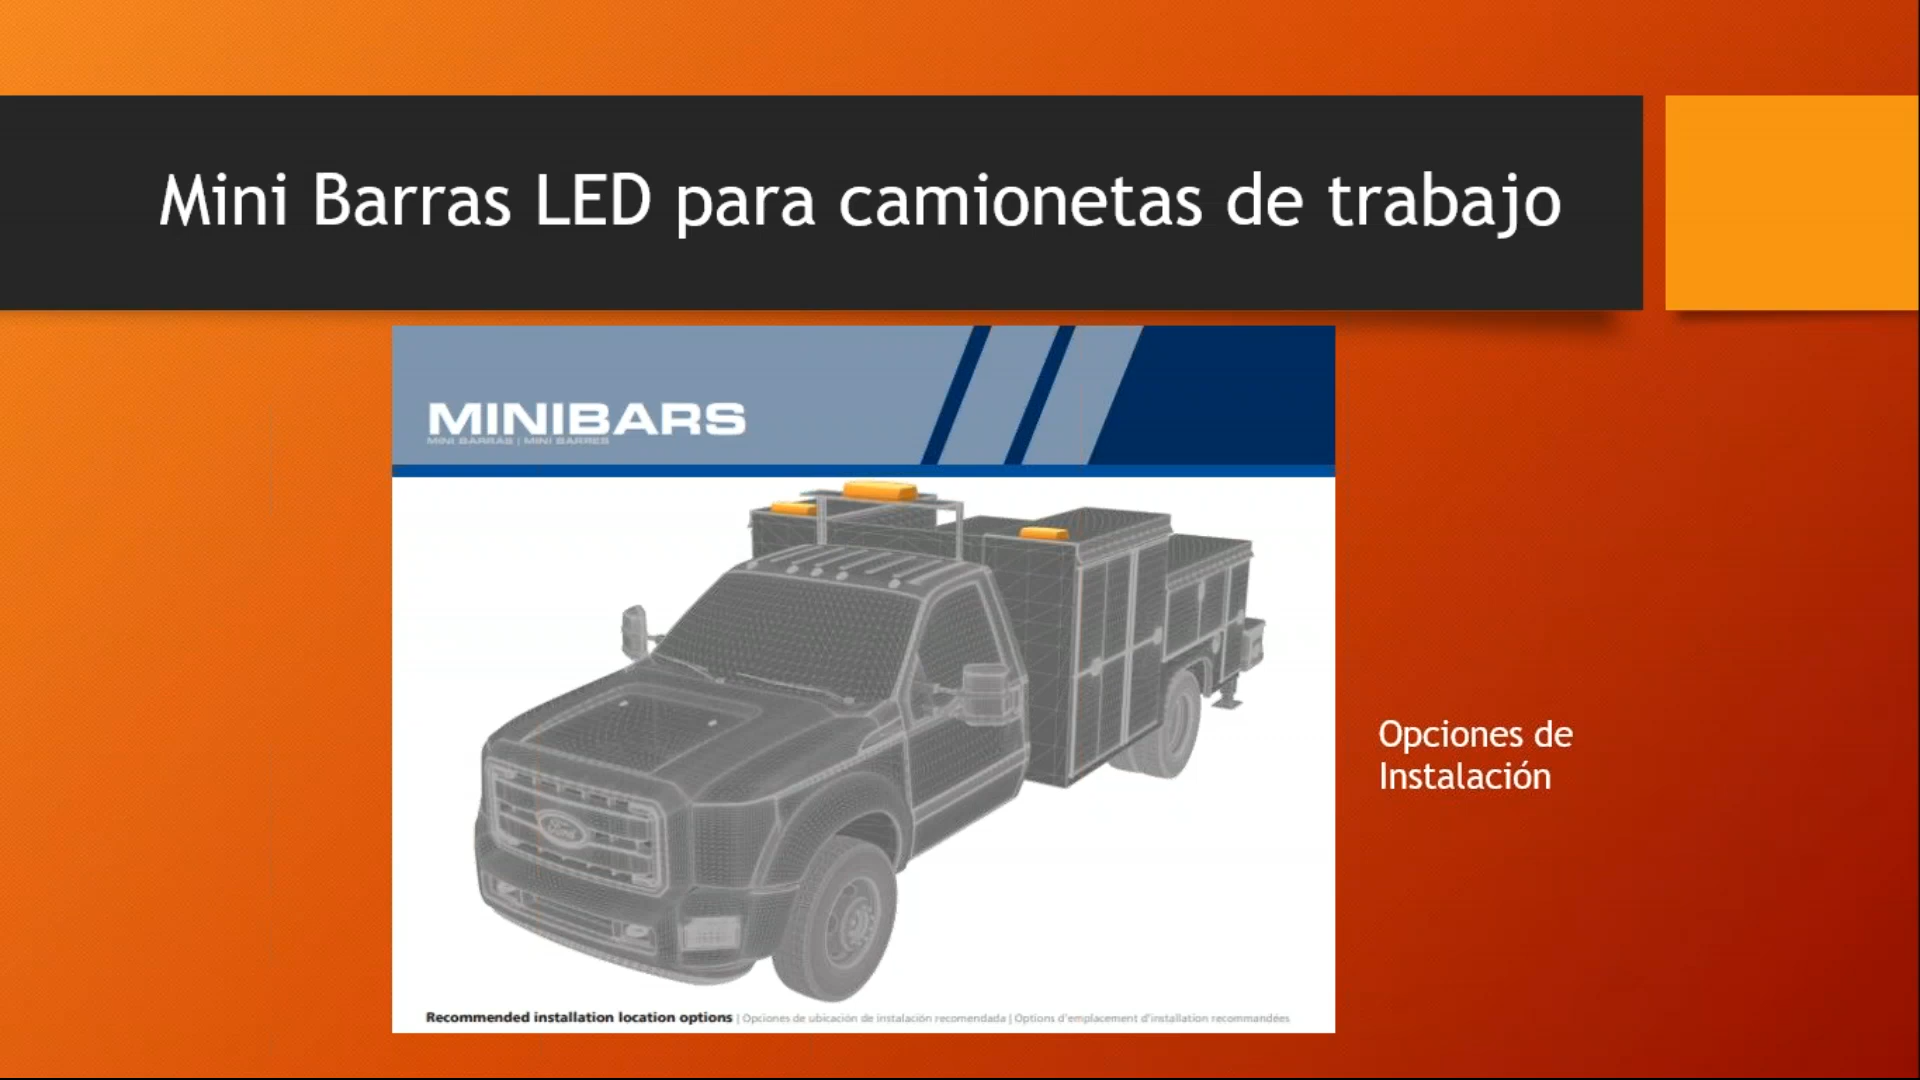 Mini Barras LED para camionetas de trabajo
MINIBARS
MINI BARRAS | MINI BARRES
Ford
Opciones de
Instalación
Recommended installation location options | Opciones de ubicación de instalación recomendada | Options d'emplacement d'installation recommandées